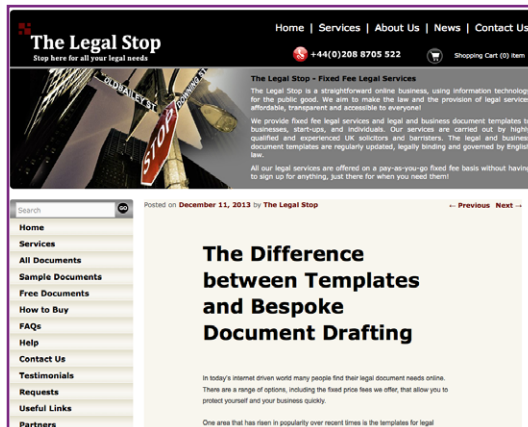 The Legal Stop
Stop here for all your legal needs
Home | Services | About Us | News | Contact Us
+44(0)208 8705 522
Shopping Cart (0) item
OLDBAILEY ST
DOWNING ST
STOP
The Legal Stop - Fixed Fee Legal Services
The Legal Stop is a straightforward online business, using information technology
for the public good. We aim to make the law and the provision of legal services
affordable, transparent and accessible to everyone!
We provide fixed fee legal services and legal and business document templates to
businesses, start-ups, and individuals. Our services are carried out by highly
qualified and experienced UK solicitors and barristers. The legal and business
document templates are regularly updated, legally binding and governed by English
law.
All our legal services are offered on a pay-as-you-go fixed fee basis without having
to sign up for anything, just there for when you need them!
Search
GO
Home
Services
All Documents
Sample Documents
Free Documents
How to Buy
FAQs
Help
Contact Us
Testimonials
Requests
Useful Links
Partners
Posted on December 11, 2013 by The Legal Stop
← Previous Next →
The Difference
between Templates
and Bespoke
Document Drafting
In today's internet driven world many people find their legal document needs online.
There are a range of options, including the fixed price fees we offer, that allow you to
protect yourself and your business quickly.
One area that has risen in popularity over recent times is the templates for legal